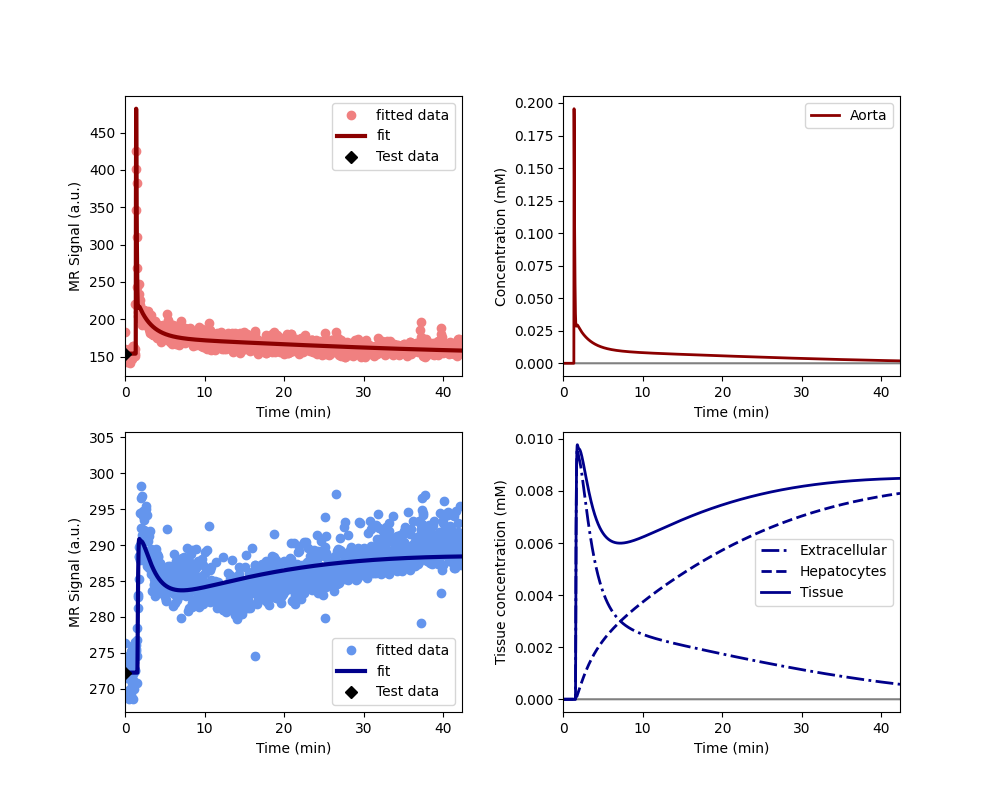 450
400
350
300
250
200
150
MR Signal (a.u.)
0 10 20 30 40
Time (min)
fitted data
fit
Test data
0.200
0.175
0.150
0.125
0.100
0.075
0.050
0.025
0.000
Concentration (mM)
0 10 20 30 40
Time (min)
Aorta
305
300
295
290
285
280
275
270
MR Signal (a.u.)
0 10 20 30 40
Time (min)
fitted data
fit
Test data
0.010
0.008
0.006
0.004
0.002
0.000
Tissue concentration (mM)
0 10 20 30 40
Time (min)
Extracellular
Hepatocytes
Tissue